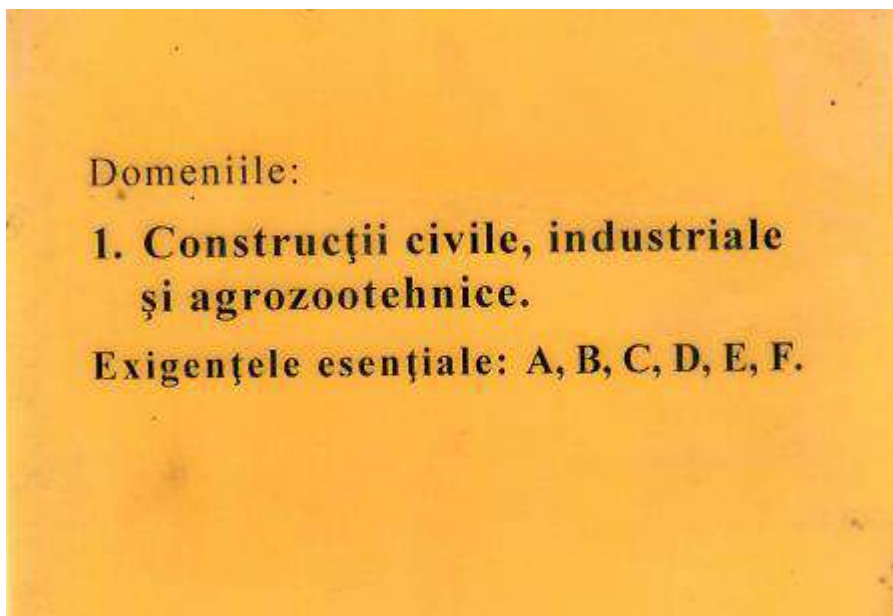 Domeniile:
1. Construcţii civile, industriale
şi agrozootehnice.
Exigenţele esenţiale: A, B, C, D, E, F.